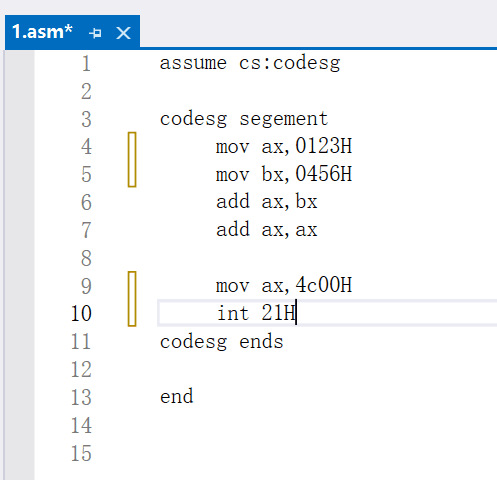 1.asm*
1 assume cs:codesg
2
3 codesg segement
4 mov ax,0123H
5 mov bx,0456H
6 add ax,bx
7 add ax,ax
8
9 mov ax,4c00H
10 int 21H
11 codesg ends
12
13 end
14
15